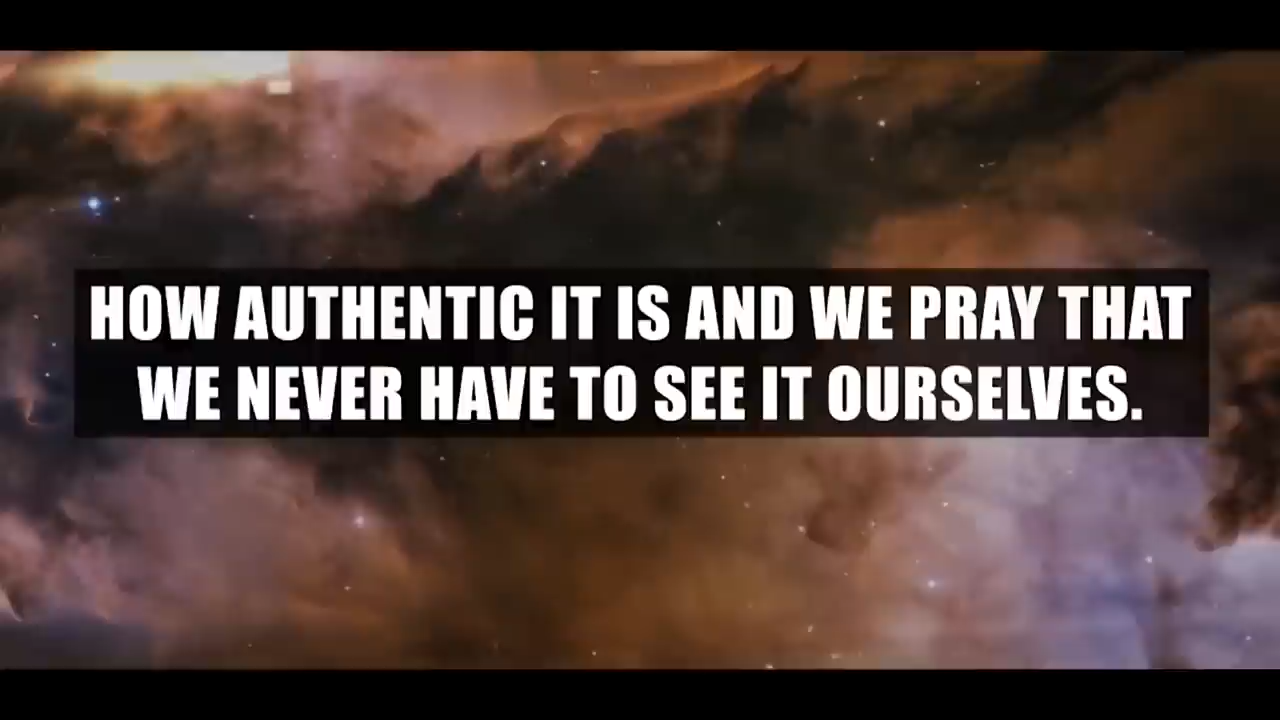 HOW AUTHENTIC IT IS AND WE PRAY THAT
WE NEVER HAVE TO SEE IT OURSELVES.